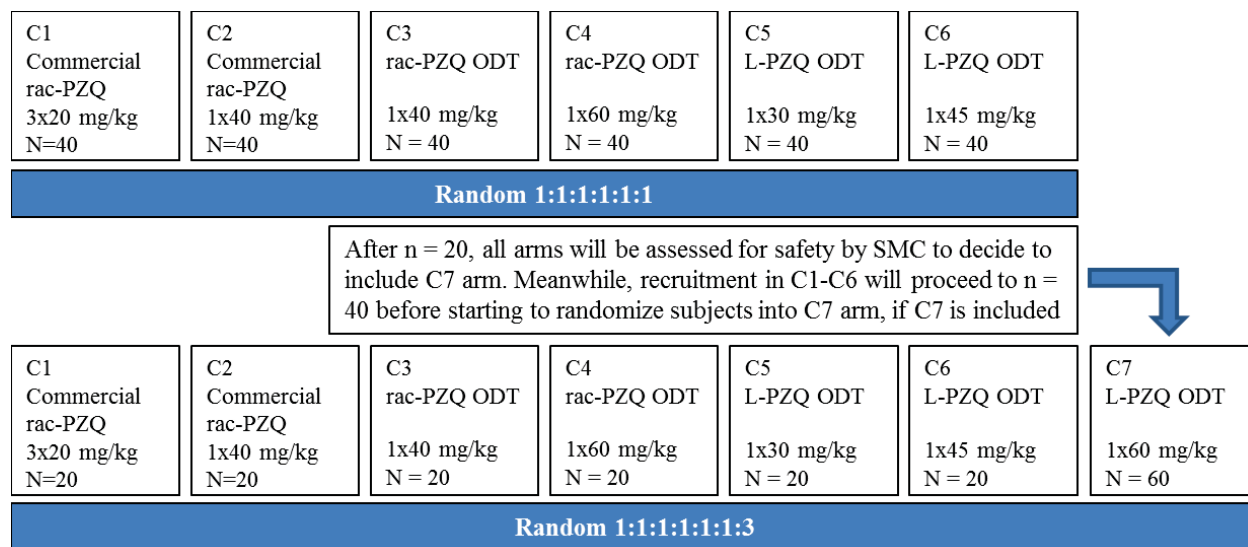 C1
Commercial
rac-PZQ
3x20 mg/kg
N=40
C2
Commercial
rac-PZQ
1x40 mg/kg
N=40
C3
rac-PZQ ODT
1x40 mg/kg
N = 40
C4
rac-PZQ ODT
1x60 mg/kg
N = 40
C5
L-PZQ ODT
1x30 mg/kg
N = 40
C6
L-PZQ ODT
1x45 mg/kg
N = 40
Random 1:1:1:1:1:1
After n = 20, all arms will be assessed for safety by SMC to decide to
include C7 arm. Meanwhile, recruitment in C1-C6 will proceed to n =
40 before starting to randomize subjects into C7 arm, if C7 is included
C1
Commercial
rac-PZQ
3x20 mg/kg
N=20
C2
Commercial
rac-PZQ
1x40 mg/kg
N=20
C3
rac-PZQ ODT
1x40 mg/kg
N = 20
C4
rac-PZQ ODT
1x60 mg/kg
N = 20
C5
L-PZQ ODT
1x30 mg/kg
N = 20
C6
L-PZQ ODT
1x45 mg/kg
N = 20
C7
L-PZQ ODT
1x60 mg/kg
N = 60
Random 1:1:1:1:1:1:3